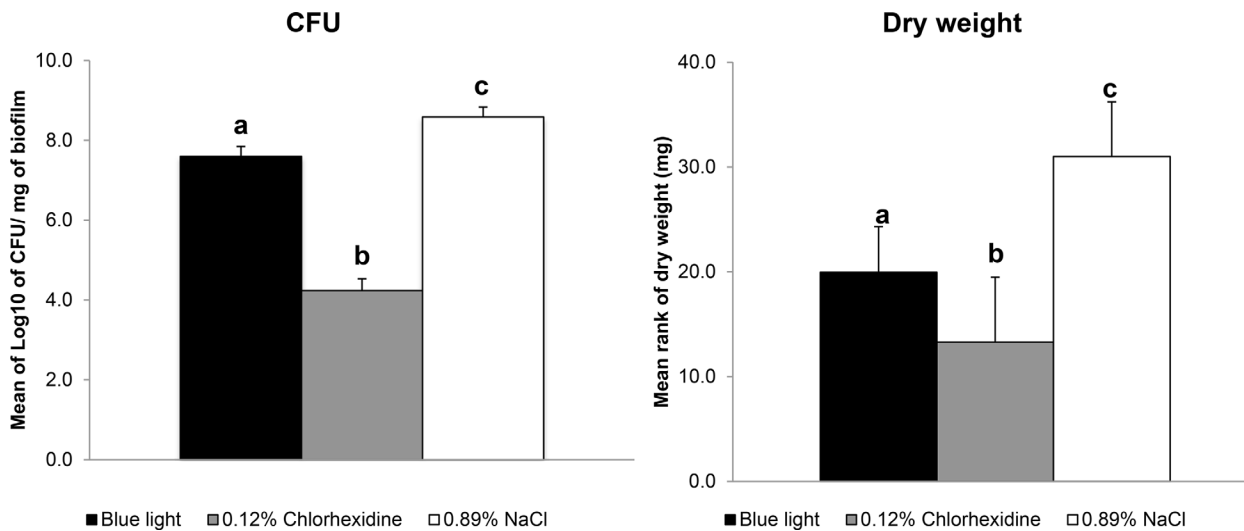 CFU
Mean of Log10 of CFU/ mg of biofilm
10.0
8.0
6.0
4.0
2.0
0.0
a
b
c
■ Blue light ■ 0.12% Chlorhexidine □ 0.89% NaCl
Dry weight
Mean rank of dry weight (mg)
40.0
30.0
20.0
10.0
0.0
a
b
c
■ Blue light ■ 0.12% Chlorhexidine □ 0.89% NaCl